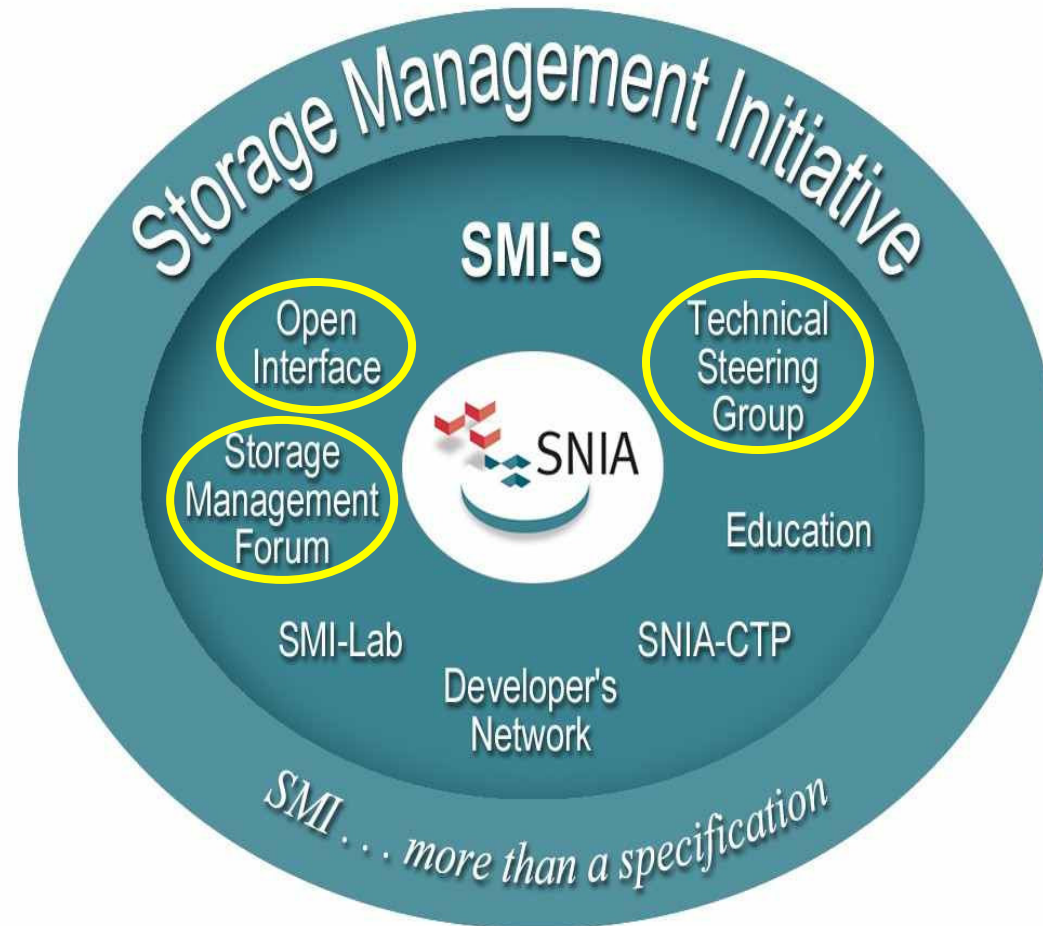 Storage Management Initiative
SMI-S
Open
Interface
Technical
Steering
Group
Storage
Management
Forum
SNIA
Education
SMI-Lab
SNIA-CTP
Developer's
Network
SMI . . . more than a specification